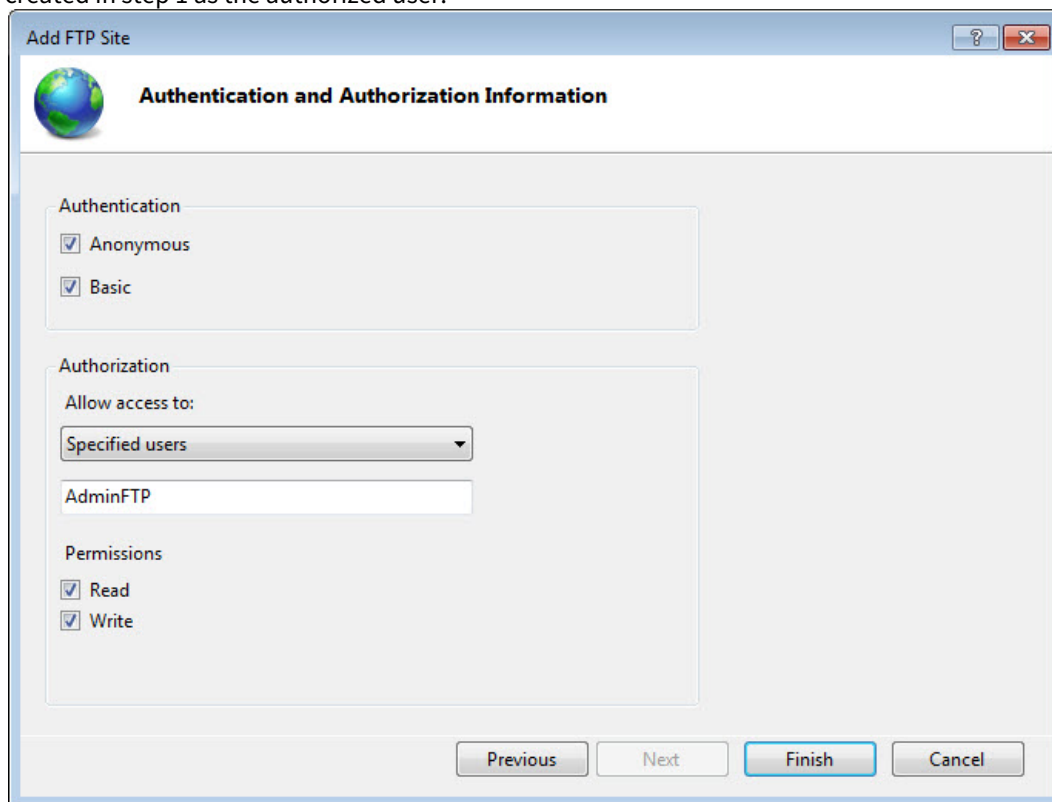 created in step 1 as the authorized user.
Add FTP Site
Authentication and Authorization Information
Authentication
Anonymous
Basic
Authorization
Allow access to:
Specified users
AdminFTP
Permissions
Read
Write
Previous Next Finish Cancel